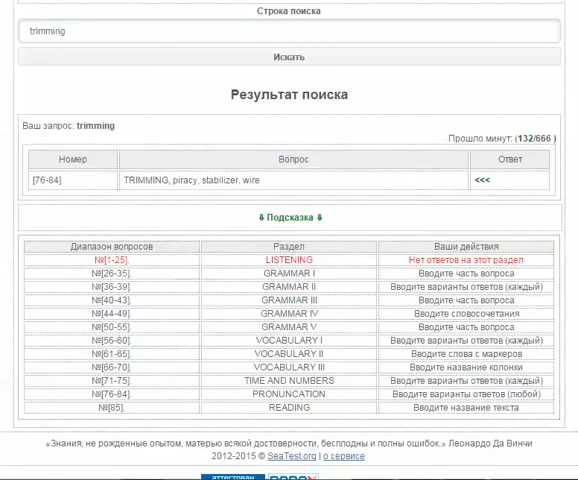 Строка поиска
trimming
Искать
Результат поиска
Ваш запрос: trimming
Прошло минут: (132/666 )
Номер Вопрос Ответ
[76-84] TRIMMING, piracy, stabilizer, wire <<<
⇓ Подсказка ⇓
Диапазон вопросов Раздел Ваши действия
№[1-25]. LISTENING Нет ответов на этот раздел
№[26-35]. GRAMMAR I Вводите часть вопроса
№[36-39]. GRAMMAR II Вводите варианты ответов (каждый)
№[40-43]. GRAMMAR III Вводите часть вопроса
№[44-49]. GRAMMAR IV Вводите словосочетания
№[50-55]. GRAMMAR V Вводите часть вопроса
№[56-60]. VOCABULARY I Вводите варианты ответов (каждый)
№[61-65]. VOCABULARY II Вводите слова с маркеров
№[66-70]. VOCABULARY III Вводите название колонки
№[71-75]. TIME AND NUMBERS Вводите варианты ответов (каждый)
№[76-84]. PRONUNCATION Вводите варианты ответов (любой)
№[85]. READING Вводите название текста
«Знания, не рожденные опытом, матерью всякой достоверности, бесплодны и полны ошибок.» Леонардо Да Винчи
2012-2015 © SeaTest.org | о сервисе
аттестован